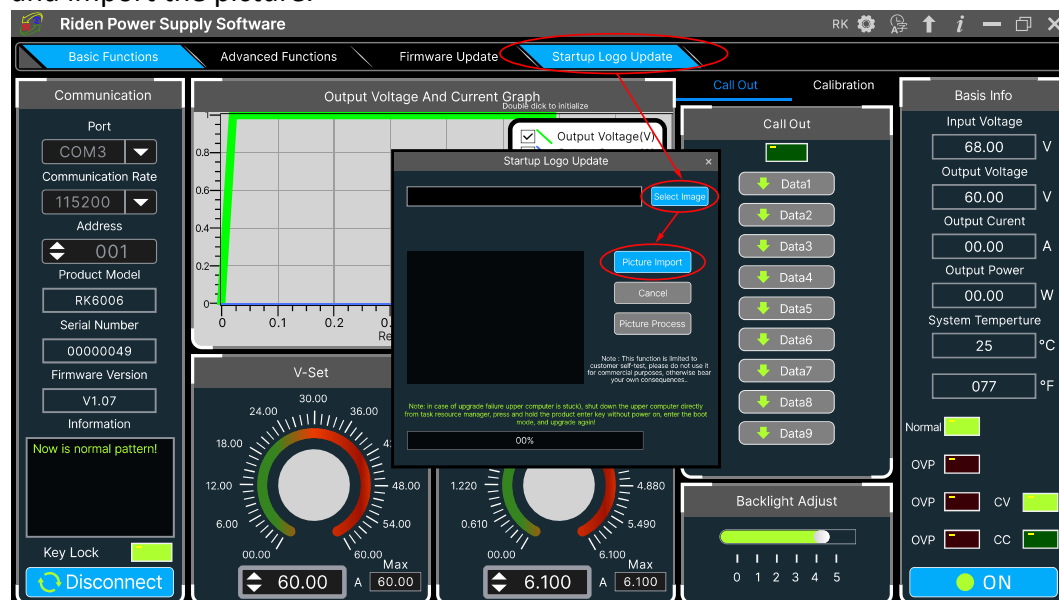 and import the picture.
Riden Power Supply Software
RK
Basic Functions
Advanced Functions
Firmware Update
Startup Logo Update
Communication
Port
COM3
Communication Rate
115200
Address
001
Product Model
RK6006
Serial Number
00000049
Firmware Version
V1.07
Information
Now is normal pattern!
Key Lock
Disconnect
Output Voltage And Current Graph
Double dick to initialize
Output Voltage(V)
1
0.8
0.6
0.4
0.2
0
0 0.1 0.2 0.
Re
Startup Logo Update
×
Select Image
Picture Import
Cancel
Picture Process
Note : This function is limited to
customer self-test, please do not use it
for commercial purposes, otherwise bear
your own consequences..
Note: in case of upgrade failure upper computer is stuck), shut down the upper computer directly
from task resource manager, press and hold the product enter key without power on, enter the boot
mode, and upgrade again!
00%
V-Set
30.00
24.00 36.00
18.00 4
12.00 48.00
6.00 54.00
00.00 60.00
Max
60.00 A 60.00
1.220 4.880
0.610 5.490
00.00 6.100
Max
6.100 A 6.100
Call Out
Calibration
Call Out
Data1
Data2
Data3
Data4
Data5
Data6
Data7
Data8
Data9
Backlight Adjust
0 1 2 3 4 5
Basis Info
Input Voltage
68.00 V
Output Voltage
60.00 V
Output Curent
00.00 A
Output Power
00.00 W
System Temperture
25 °C
077 °F
Normal
OVP
OVP CV
OVP CC
ON